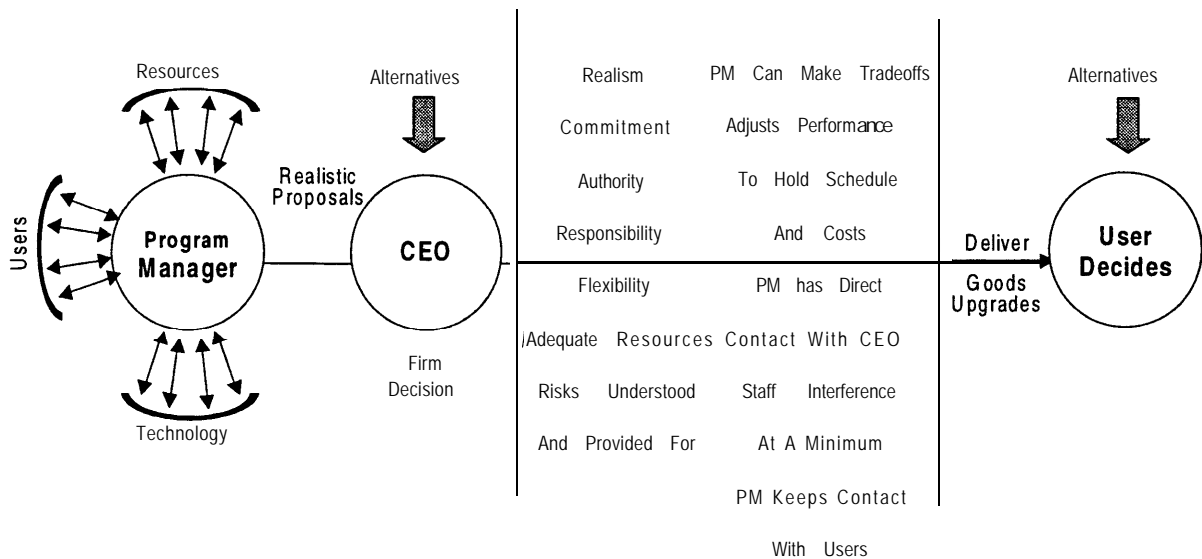 Resources
Users
Program
Manager
Technology
Realistic
Proposals
Alternatives
CEO
Firm
Decision
Realism
Commitment
Authority
Responsibility
Flexibility
Adequate Resources
Risks Understood
And Provided For
PM Can Make Tradeoffs
Adjusts Performance
To Hold Schedule
And Costs
PM has Direct
Contact With CEO
Staff Interference
At A Minimum
PM Keeps Contact
With Users
Deliver
Goods
Upgrades
Alternatives
User
Decides